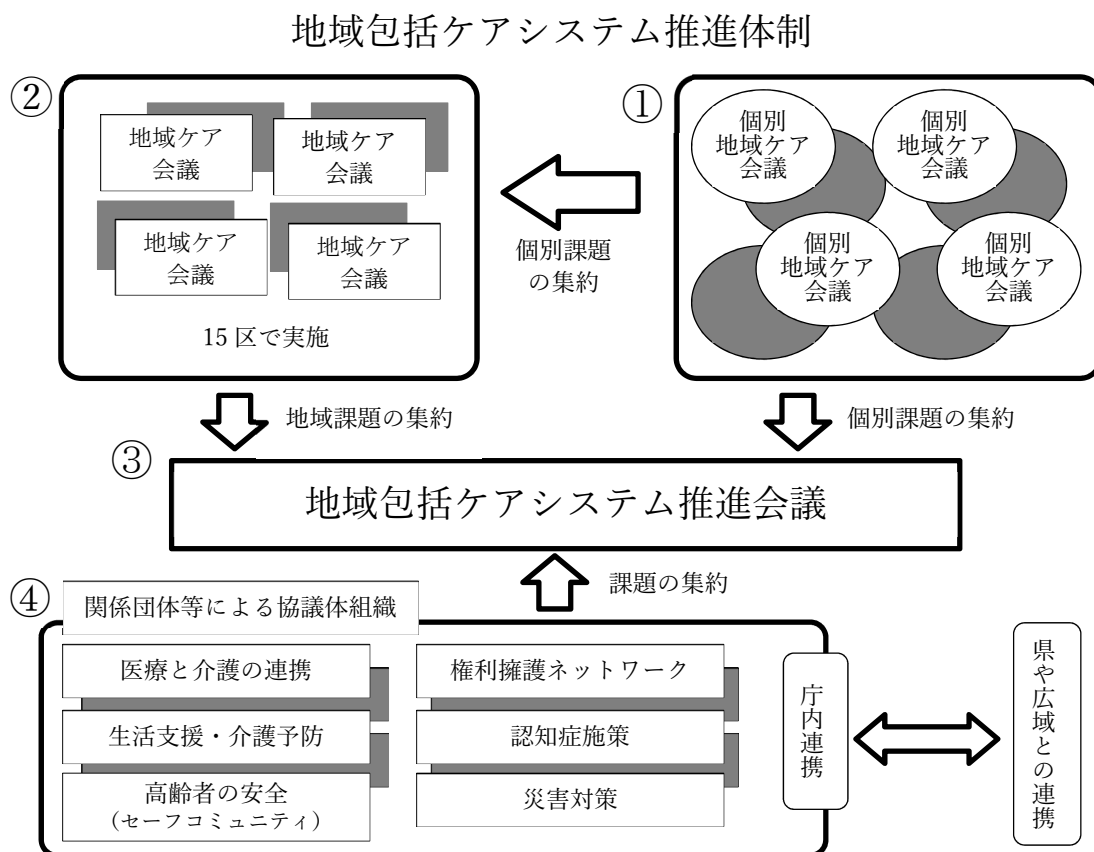 地域包括ケアシステム推進体制
②
地域ケア
会議
地域ケア
会議
地域ケア
会議
地域ケア
会議
15 区で実施
個別課題
の集約
①
個別
地域ケア
会議
個別
地域ケア
会議
個別
地域ケア
会議
個別
地域ケア
会議
地域課題の集約
個別課題の集約
③
地域包括ケアシステム推進会議
課題の集約
④
関係団体等による協議体組織
医療と介護の連携
生活支援・介護予防
高齢者の安全
（セーフコミュニティ）
権利擁護ネットワーク
認知症施策
災害対策
庁内連携
県や広域との連携